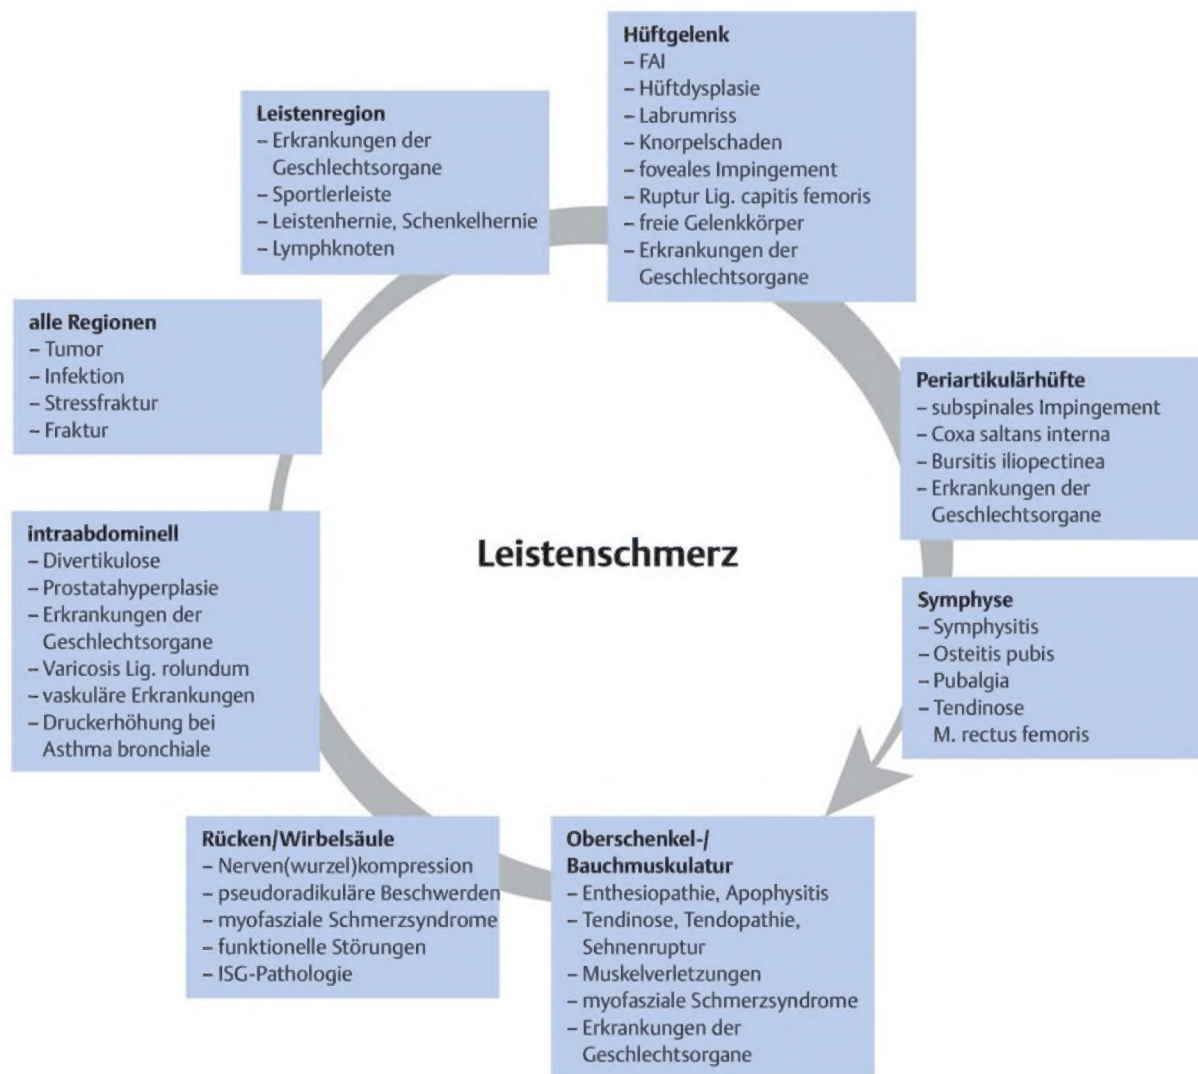 Hüftgelenk
– FAI
– Hüftdysplasie
– Labrumriss
– Knorpelschaden
– foveales Impingement
– Ruptur Lig. capitis femoris
– freie Gelenkkörper
– Erkrankungen der
Geschlechtsorgane
Leistenregion
– Erkrankungen der
Geschlechtsorgane
– Sportlerleiste
– Leistenhernie, Schenkelhernie
– Lymphknoten
alle Regionen
– Tumor
– Infektion
– Stressfraktur
– Fraktur
Periartikulärhüfte
– subspinales Impingement
– Coxa saltans interna
– Bursitis iliopectinea
– Erkrankungen der
Geschlechtsorgane
intraabdominell
– Divertikulose
– Prostatahyperplasie
– Erkrankungen der
Geschlechtsorgane
– Varicosis Lig. rolundum
– vaskuläre Erkrankungen
– Druckerhöhung bei
Asthma bronchiale
Leistenschmerz
Symphyse
– Symphysitis
– Osteitis pubis
– Pubalgia
– Tendinose
M. rectus femoris
Rücken/Wirbelsäule
– Nerven(wurzel)kompression
– pseudoradikuläre Beschwerden
– myofasziale Schmerzsyndrome
– funktionelle Störungen
– ISG-Pathologie
Oberschenkel-/
Bauchmuskulatur
– Enthesiopathie, Apophysitis
– Tendinose, Tendopathie,
Sehnenruptur
– Muskelverletzungen
– myofasziale Schmerzsyndrome
– Erkrankungen der
Geschlechtsorgane